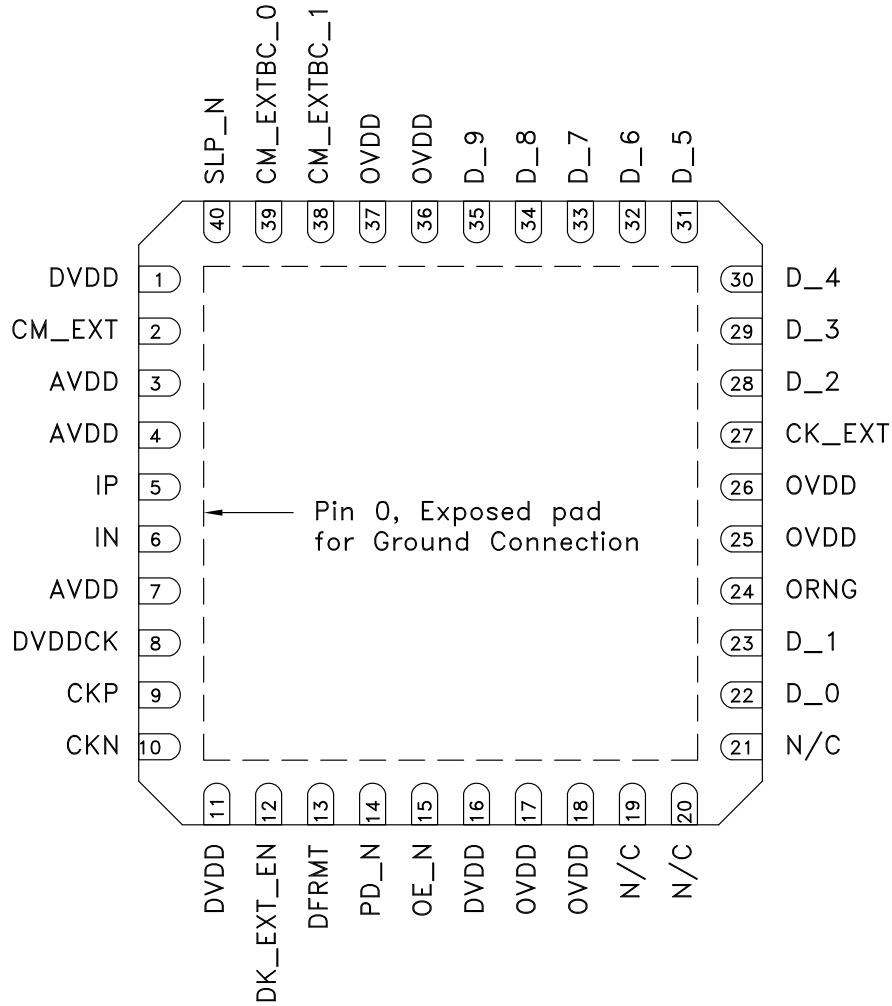 SLP_N
CM_EXTBC_0
CM_EXTBC_1
OVDD
OVDD
D_9
D_8
D_7
D_6
D_5
40
39
38
37
36
35
34
33
32
31
DVDD 1
CM_EXT 2
AVDD 3
AVDD 4
IP 5
IN 6
AVDD 7
DVDDCK 8
CKP 9
CKN 10
Pin 0, Exposed pad
for Ground Connection
30 D_4
29 D_3
28 D_2
27 CK_EXT
26 OVDD
25 OVDD
24 ORNG
23 D_1
22 D_0
21 N/C
11
12
13
14
15
16
17
18
19
20
DVDD
DK_EXT_EN
DFRMT
PD_N
OE_N
DVDD
OVDD
OVDD
N/C
N/C